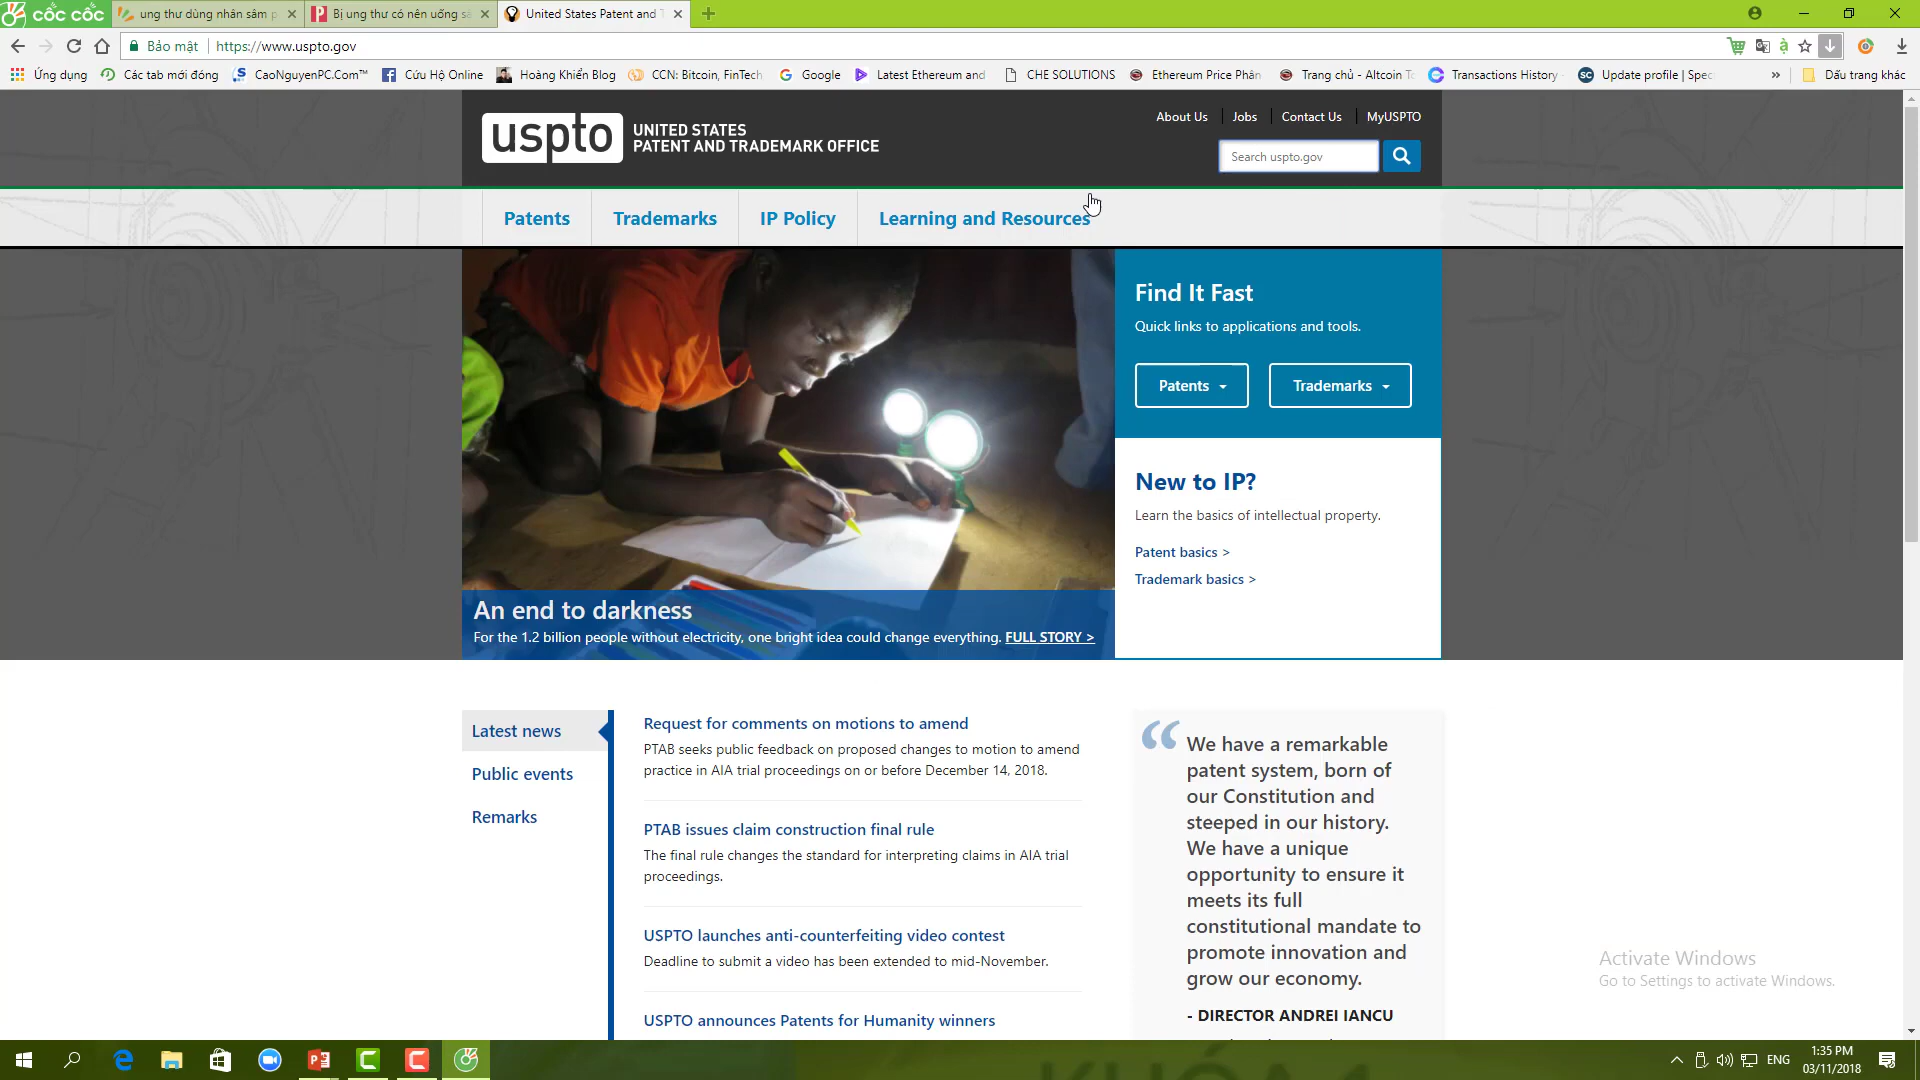 cốc cốc
ung thư dùng nhân sâm p
Bị ung thư có nên uống sâ
United States Patent and T
Bảo mật
https://www.uspto.gov
Ứng dụng
Các tab mới đóng
CaoNguyenPC.Com™
Cứu Hộ Online
Hoàng Khiển Blog
CCN: Bitcoin, FinTech
Google
Latest Ethereum and
CHE SOLUTIONS
Ethereum Price Phân
Trang chủ - Altcoin To
Transactions History
Update profile | Spec
Dấu trang khác
uspto
UNITED STATES
PATENT AND TRADEMARK OFFICE
About Us
Jobs
Contact Us
MyUSPTO
Search uspto.gov
Patents
Trademarks
IP Policy
Learning and Resources
Find It Fast
Quick links to applications and tools.
Patents
Trademarks
New to IP?
Learn the basics of intellectual property.
Patent basics >
Trademark basics >
An end to darkness
For the 1.2 billion people without electricity, one bright idea could change everything. FULL STORY >
Latest news
Public events
Remarks
Request for comments on motions to amend
PTAB seeks public feedback on proposed changes to motion to amend
practice in AIA trial proceedings on or before December 14, 2018.
PTAB issues claim construction final rule
The final rule changes the standard for interpreting claims in AIA trial
proceedings.
USPTO launches anti-counterfeiting video contest
Deadline to submit a video has been extended to mid-November.
USPTO announces Patents for Humanity winners
“
We have a remarkable
patent system, born of
our Constitution and
steeped in our history.
We have a unique
opportunity to ensure it
meets its full
constitutional mandate to
promote innovation and
grow our economy.
- DIRECTOR ANDREI IANCU
Activate Windows
Go to Settings to activate Windows.
ENG
1:35 PM
03/11/2018